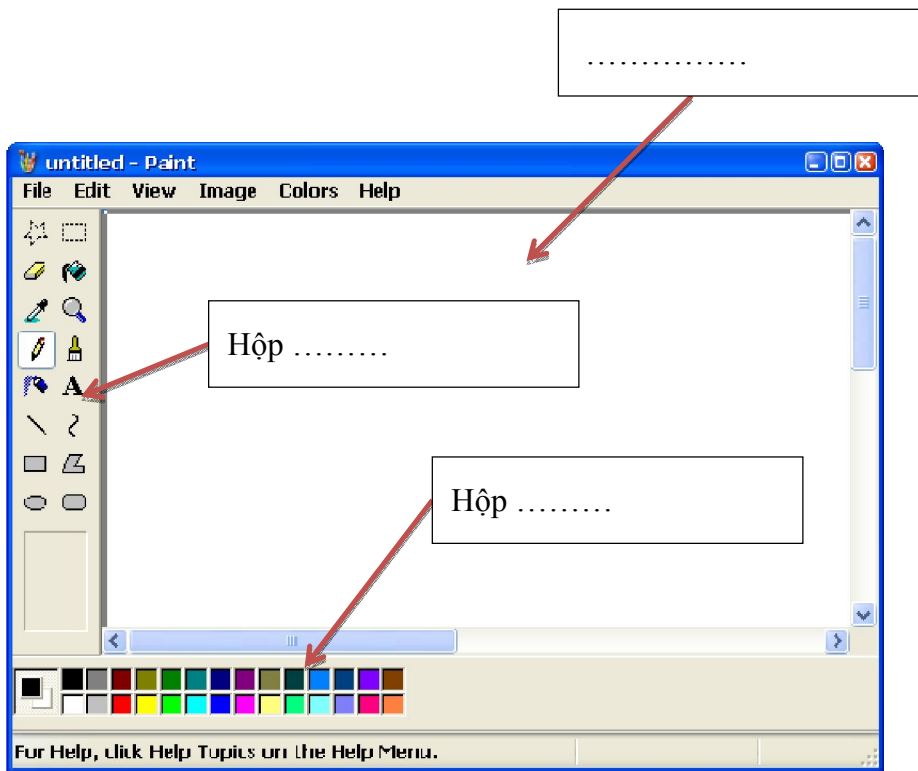 ……………
untitled - Paint
File Edit View Image Colors Help
Hộp ………
A
Hộp ………
For Help, click Help Topics on the Help Menu.